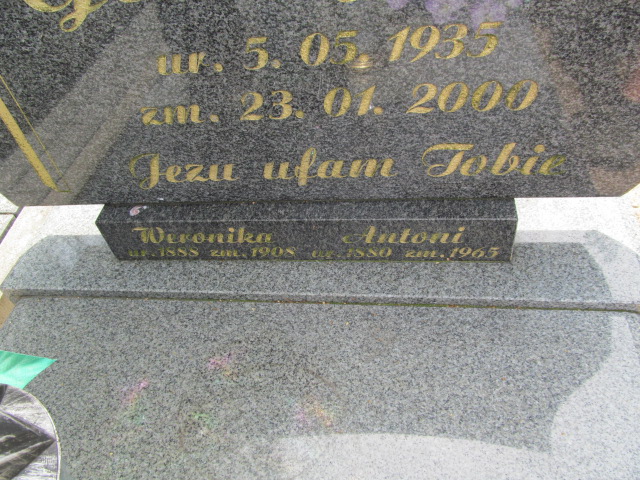 ur. 5. 05. 1935
zm. 23. 01. 2000
Jezu ufam Tobie
Weronika Antoni
ur. 1888 zm. 1908 ur. 1880 zm. 1965